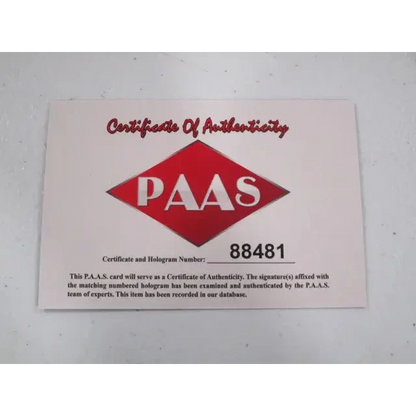 Certificate Of Authenticity
PAAS
Certificate and Hologram Number: 88481
This P.A.A.S. card will serve as a Certificate of Authenticity. The signature(s) affixed with
the matching numbered hologram has been examined and authenticated by the P.A.A.S.
team of experts. This item has been recorded in our database.